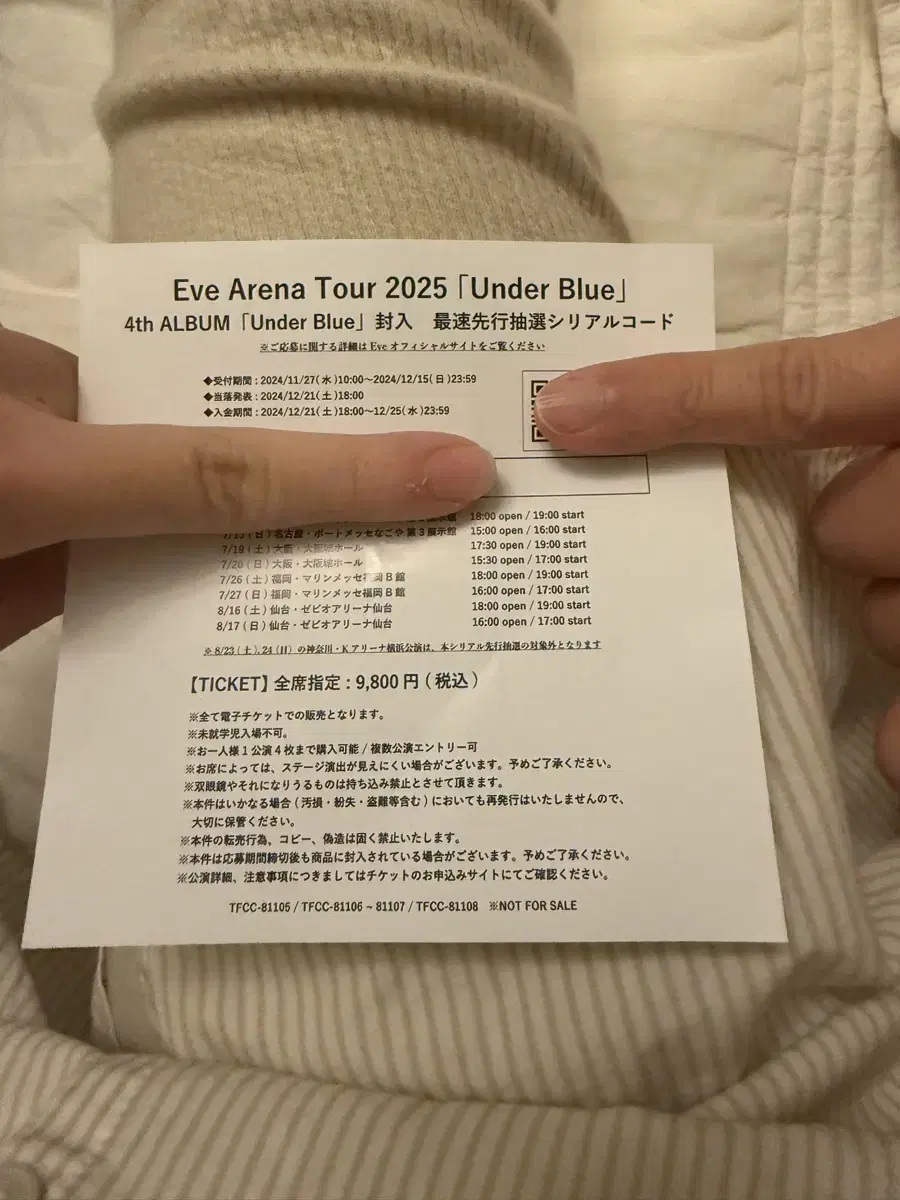 Eve Arena Tour 2025「Under Blue」
4th ALBUM「Under Blue」封入 最速先行抽選シリアルコード
※ご応募に関する詳細は Eve オフィシャルサイトをご覧ください
◆受付期間 : 2024/11/27(水)10:00～2024/12/15(日)23:59
◆当落発表 : 2024/12/21(土)18:00
◆入金期間 : 2024/12/21(土)18:00～12/25(水)23:59
18:00 open / 19:00 start
7/13(日)名古屋・ポートメッセなごや 第3展示館 15:00 open / 16:00 start
7/19(土)大阪・大阪城ホール 17:30 open / 19:00 start
7/20(日)大阪・大阪城ホール 15:30 open / 17:00 start
7/26(土)福岡・マリンメッセ福岡B館 18:00 open / 19:00 start
7/27(日)福岡・マリンメッセ福岡B館 16:00 open / 17:00 start
8/16(土)仙台・ゼビオアリーナ仙台 18:00 open / 19:00 start
8/17(日)仙台・ゼビオアリーナ仙台 16:00 open / 17:00 start
※ 8/23(土)、24(日)の神奈川・Kアリーナ横浜公演は、本シリアル先行抽選の対象外となります
【TICKET】全席指定 : 9,800円(税込)
※全て電子チケットでの販売となります。
※未就学児入場不可。
※お一人様1公演4枚まで購入可能 / 複数公演エントリー可
※お席によっては、ステージ演出が見えにくい場合がございます。予めご了承ください。
※双眼鏡やそれになりうるものは持ち込み禁止とさせて頂きます。
※本件はいかなる場合(汚損・紛失・盗難等含む)においても再発行はいたしませんので、
大切に保管ください。
※本件の転売行為、コピー、偽造は固く禁止いたします。
※本件は応募期間締切後も商品に封入されている場合がございます。予めご了承ください。
※公演詳細、注意事項につきましてはチケットのお申込みサイトにてご確認ください。
TFCC-81105 / TFCC-81106 ~ 81107 / TFCC-81108 ※NOT FOR SALE